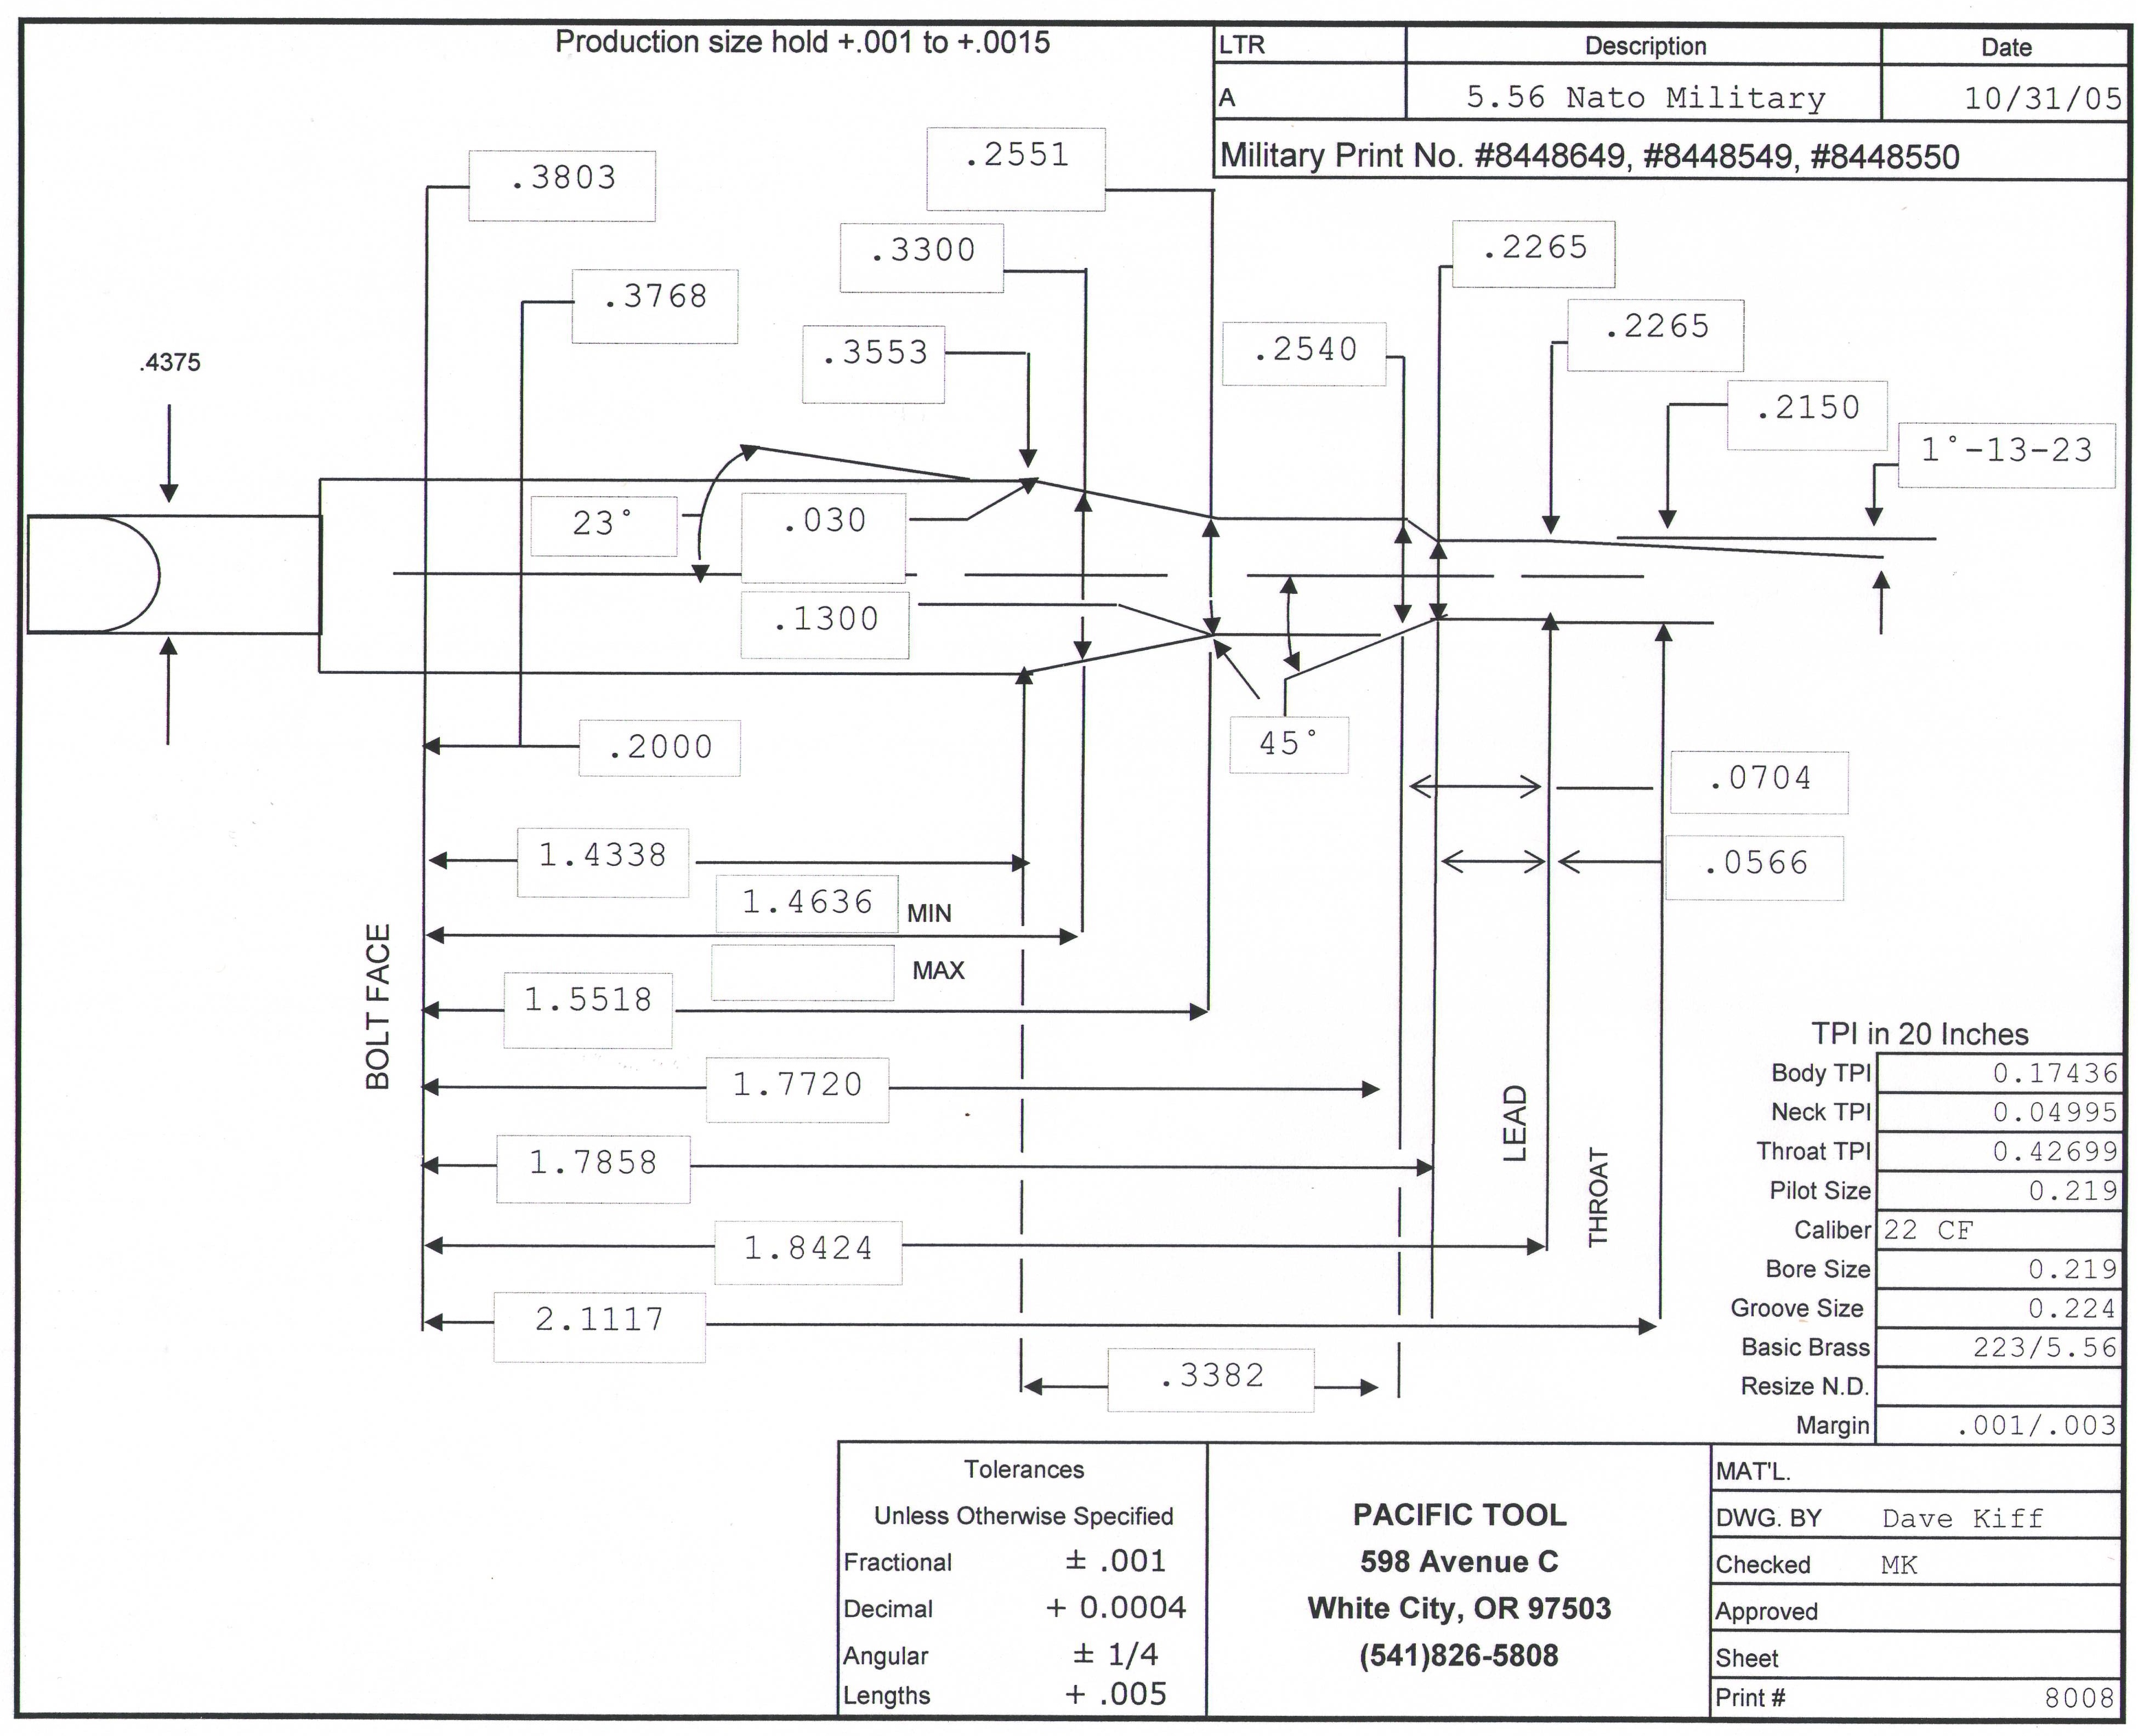 Production size hold +.001 to +.0015
LTR Description Date
A 5.56 Nato Military 10/31/05
Military Print No. #8448649, #8448549, #8448550
.2551
.3803
.3300
.2265
.3768
.2265
.3553
.2540
.4375
.2150
1°-13-23
23°
.030
.1300
.2000
45°
.0704
1.4338
.0566
1.4636 MIN
MAX
BOLT FACE
1.5518
1.7720
1.7858
LEAD
THROAT
1.8424
2.1117
.3382
TPI in 20 Inches
Body TPI 0.17436
Neck TPI 0.04995
Throat TPI 0.42699
Pilot Size 0.219
Caliber 22 CF
Bore Size 0.219
Groove Size 0.224
Basic Brass 223/5.56
Resize N.D.
Margin .001/.003
Tolerances
Unless Otherwise Specified
Fractional ± .001
Decimal + 0.0004
Angular ± 1/4
Lengths + .005
PACIFIC TOOL
598 Avenue C
White City, OR 97503
(541)826-5808
MAT'L.
DWG. BY Dave Kiff
Checked MK
Approved
Sheet
Print # 8008